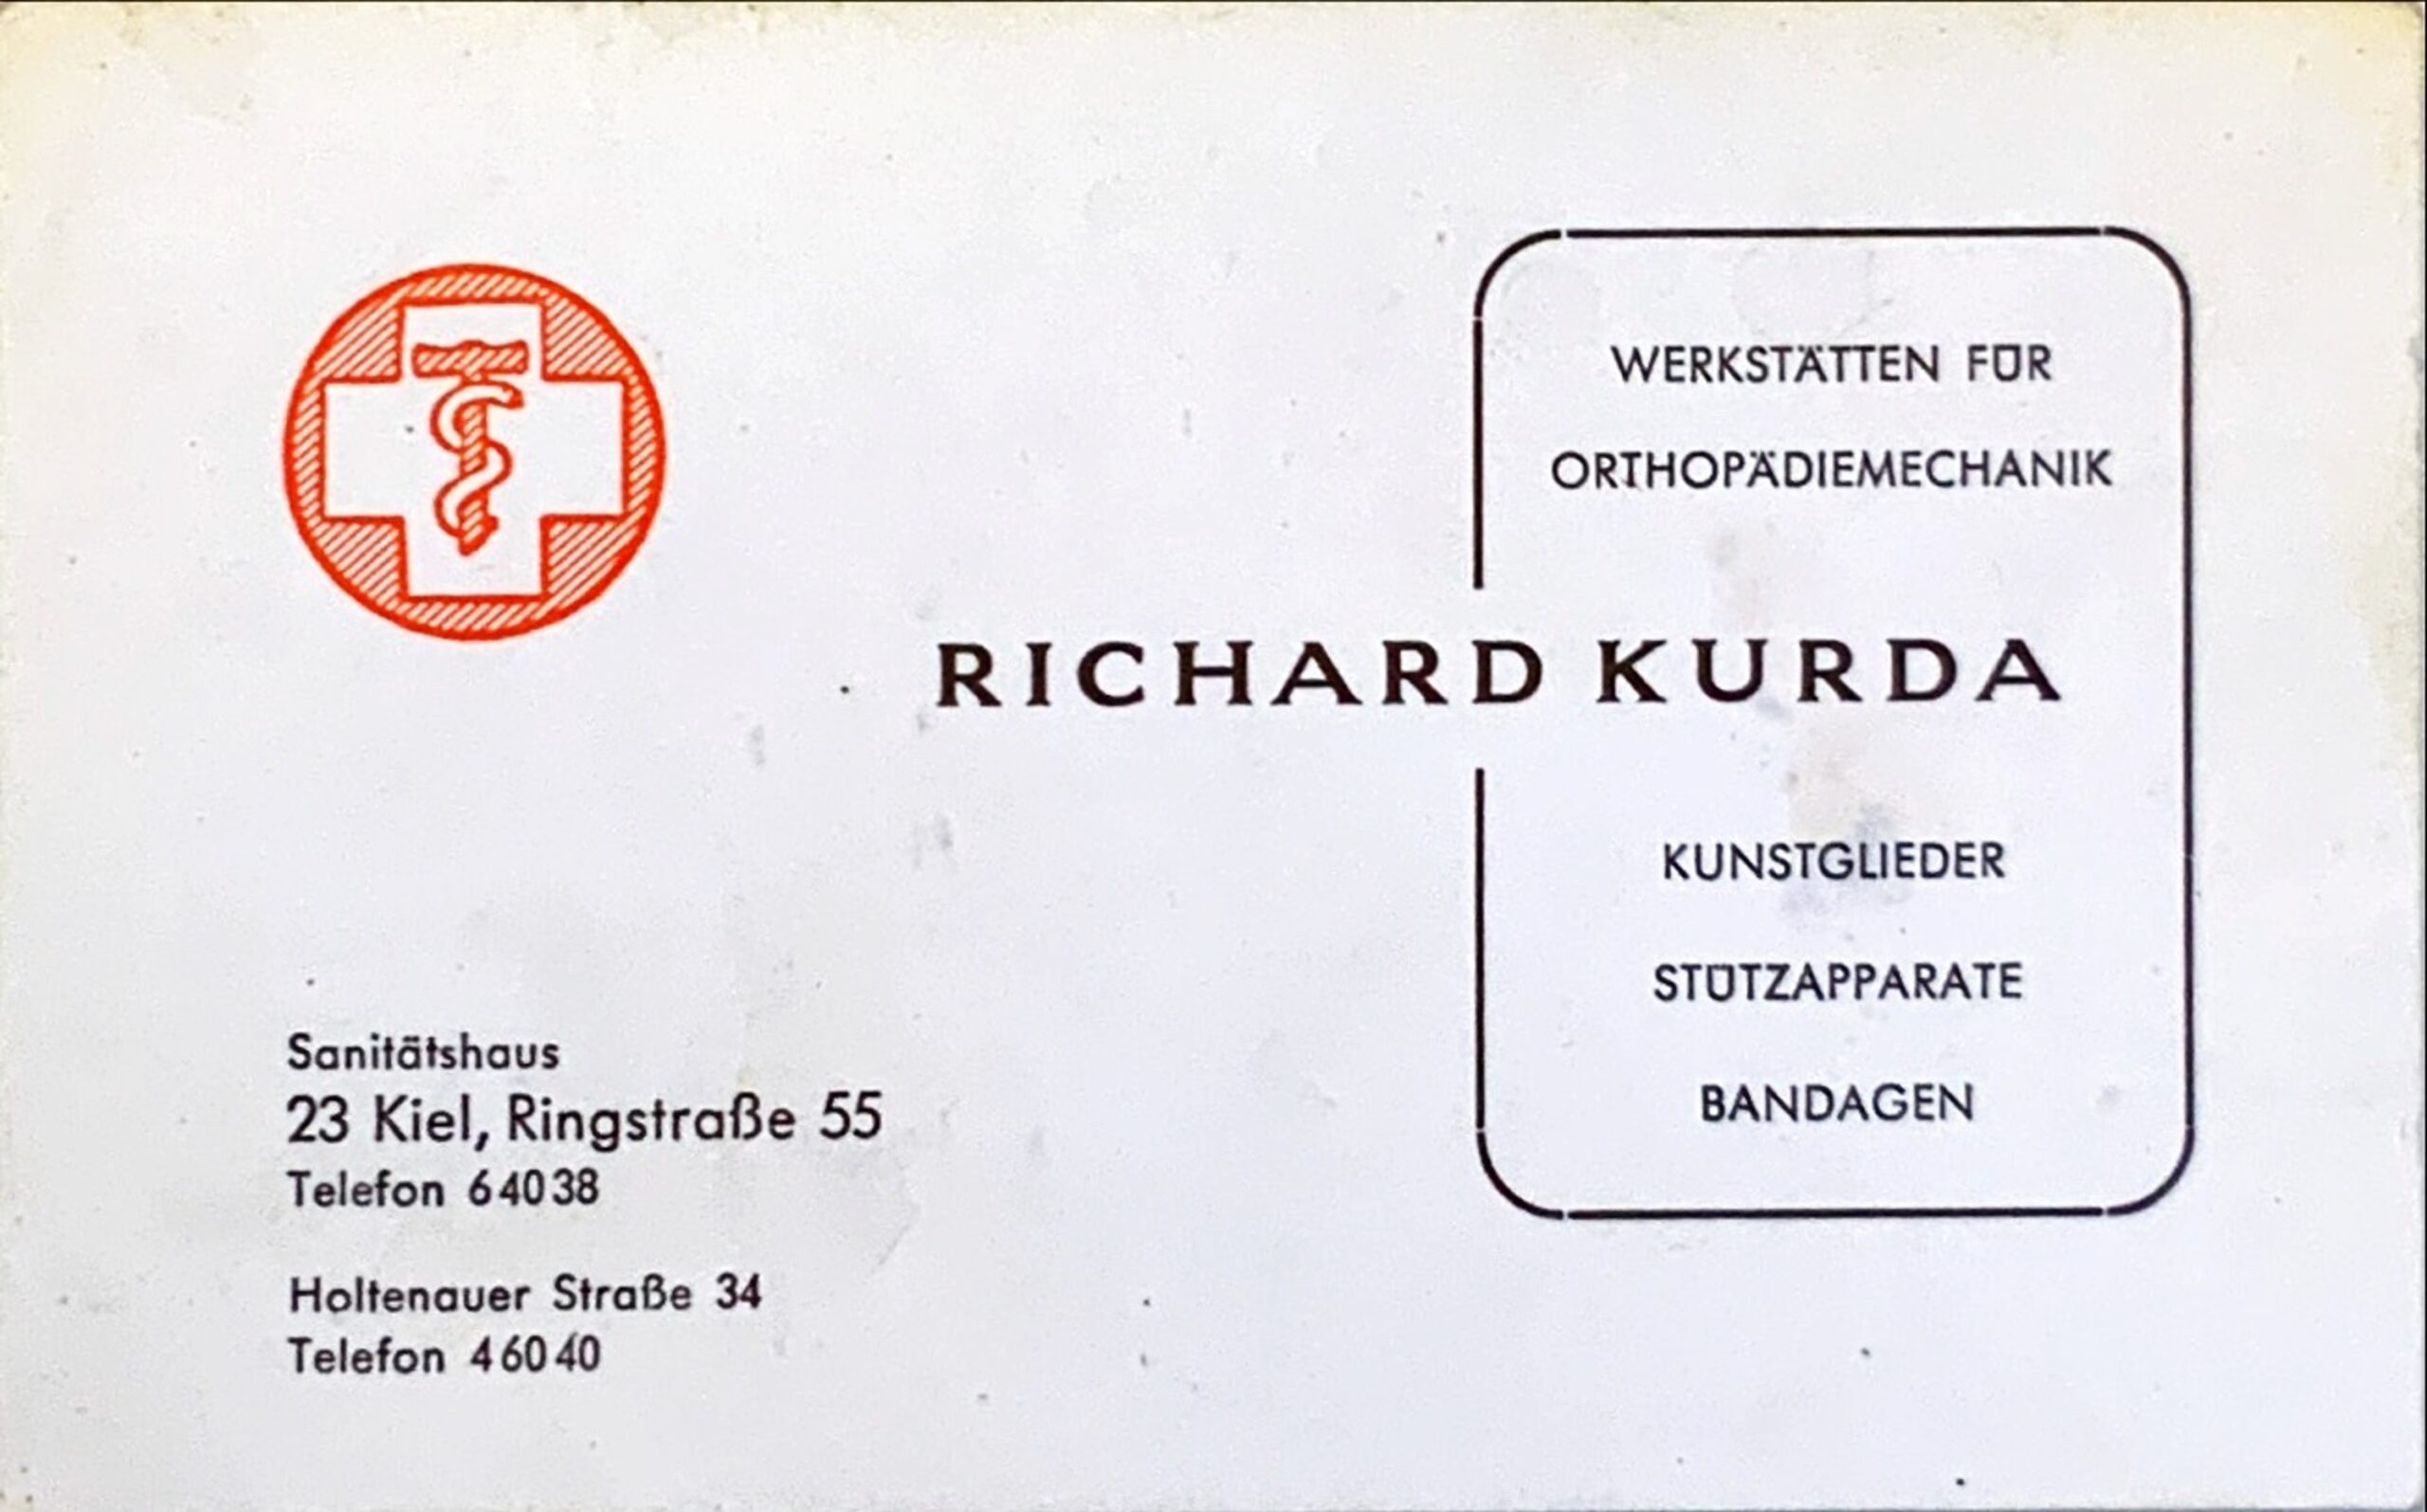 WERKSTÄTTEN FÜR
ORTHOPÄDIEMECHANIK
RICHARD KURDA
KUNSTGLIEDER
STÜTZAPPARATE
BANDAGEN
Sanitätshaus
23 Kiel, Ringstraße 55
Telefon 64038
Holtenauer Straße 34
Telefon 46040